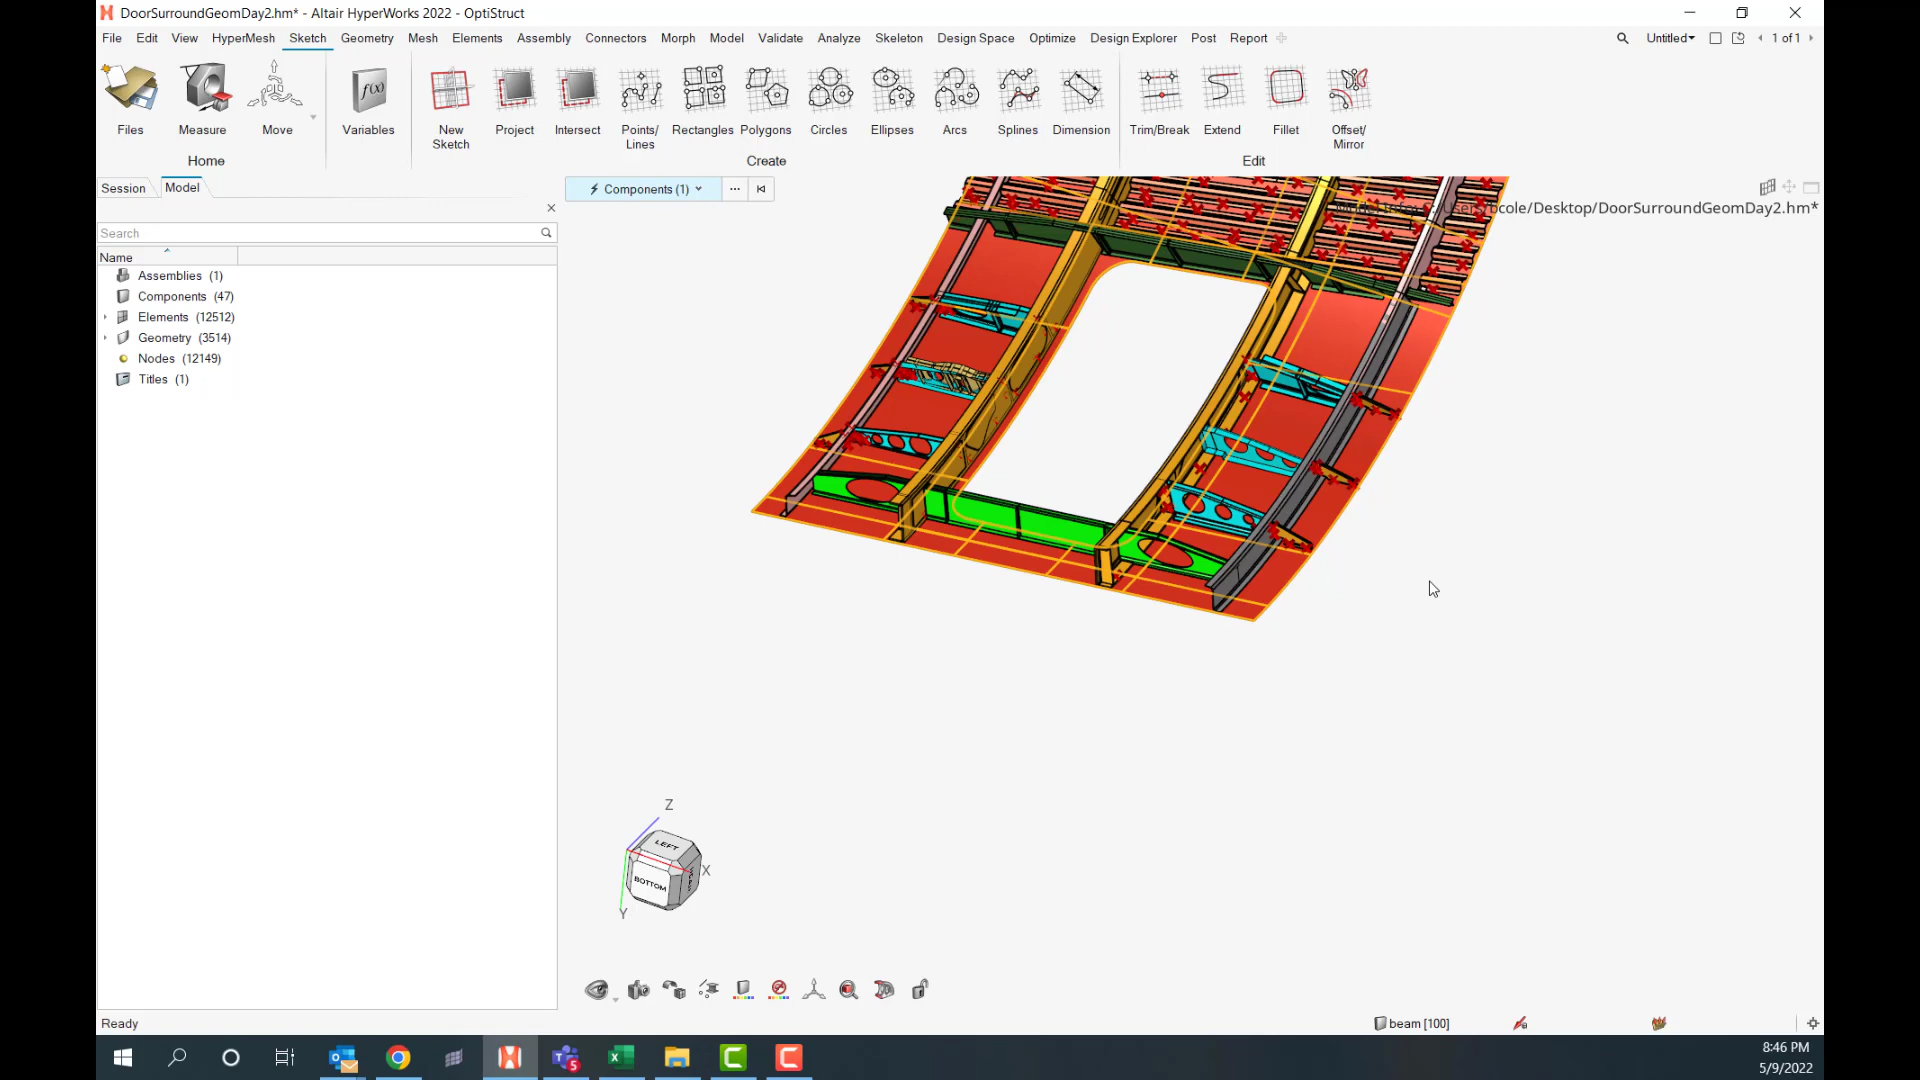 DoorSurroundGeomDay2.hm* - Altair HyperWorks 2022 - OptiStruct
File Edit View HyperMesh Sketch Geometry Mesh Elements Assembly Connectors Morph Model Validate Analyze Skeleton Design Space Optimize Design Explorer Post Report Untitled 1 of 1
f(x)
Files Measure Move Variables New Sketch Project Intersect Points/ Lines Rectangles Polygons Circles Ellipses Arcs Splines Dimension Trim/Break Extend Fillet Offset/ Mirror
Home Create Edit
Session Model
Components (1)
/Desktop/DoorSurroundGeomDay2.hm*
Search
Name
Assemblies (1)
Components (47)
Elements (12512)
Geometry (3514)
Nodes (12149)
Titles (1)
Z
LEFT
X
BOTTOM
Y
Ready
beam [100]
5
8:46 PM
5/9/2022